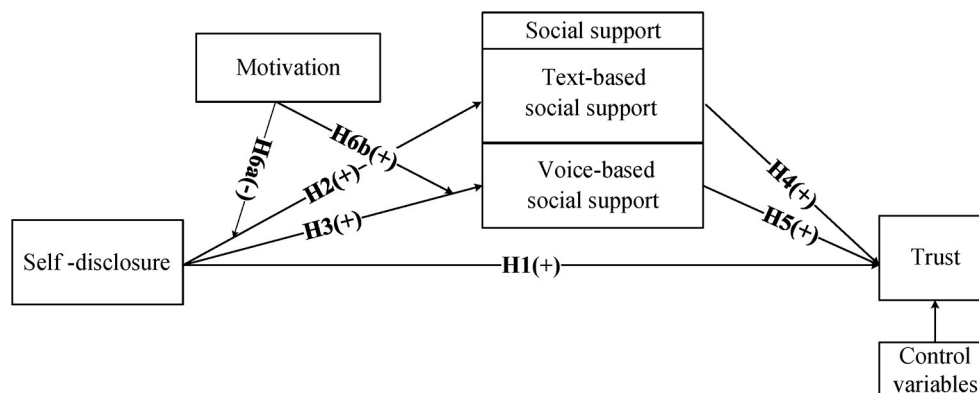 Social support
Motivation
Text-based
social support
H6b(+)
H6a(-)
H2(+)
H4(+)
Voice-based
social support
H3(+)
H5(+)
Self -disclosure
H1(+)
Trust
Control
variables